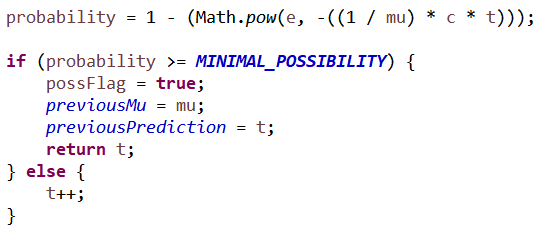 probability = 1 - (Math.pow(e, -((1 / mu) * c * t)));
if (probability >= MINIMAL_POSSIBILITY) {
possFlag = true;
previousMu = mu;
previousPrediction = t;
return t;
} else {
t++;
}